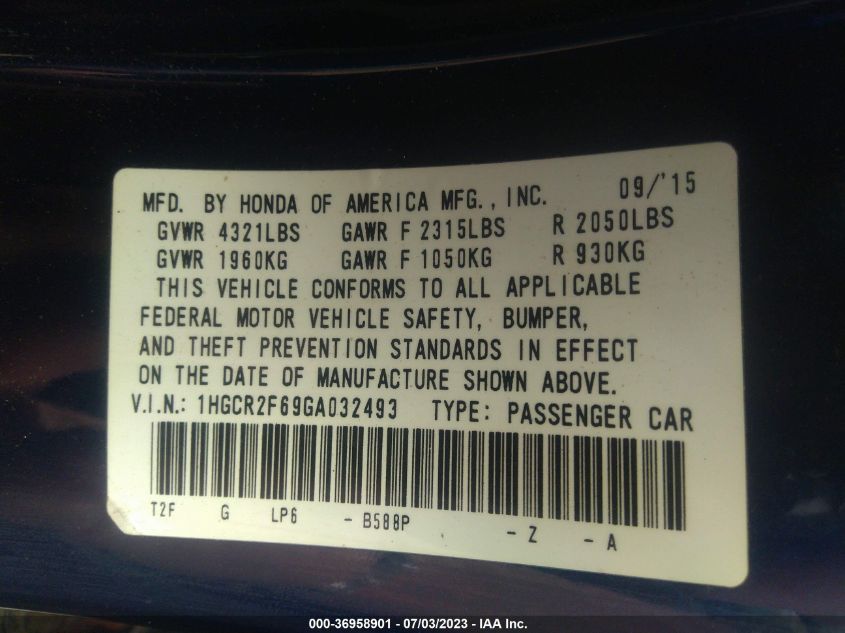 MFD. BY HONDA OF AMERICA MFG., INC. 09/'15
GVWR 4321LBS GAWR F 2315LBS R 2050LBS
GVWR 1960KG GAWR F 1050KG R 930KG
THIS VEHICLE CONFORMS TO ALL APPLICABLE
FEDERAL MOTOR VEHICLE SAFETY, BUMPER,
AND THEFT PREVENTION STANDARDS IN EFFECT
ON THE DATE OF MANUFACTURE SHOWN ABOVE.
V.I.N.: 1HGCR2F69GA032493 TYPE: PASSENGER CAR
T2F G LP6 - B588P - Z - A
000-36958901 - 07/03/2023 - IAA Inc.